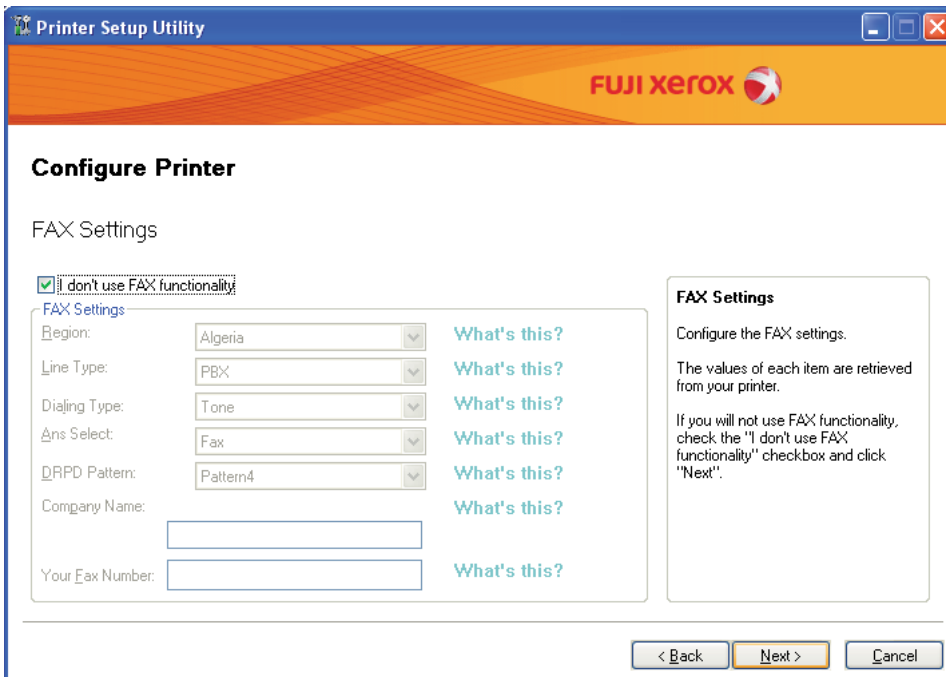 Printer Setup Utility
FUJI xerox
Configure Printer
FAX Settings
I don't use FAX functionality
FAX Settings
Region: Algeria What's this?
Line Type: PBX What's this?
Dialing Type: Tone What's this?
Ans Select: Fax What's this?
DRPD Pattern: Pattern4 What's this?
Company Name: What's this?
Your Fax Number: What's this?
FAX Settings
Configure the FAX settings.
The values of each item are retrieved
from your printer.
If you will not use FAX functionality,
check the "I don't use FAX
functionality" checkbox and click
"Next".
< Back Next > Cancel